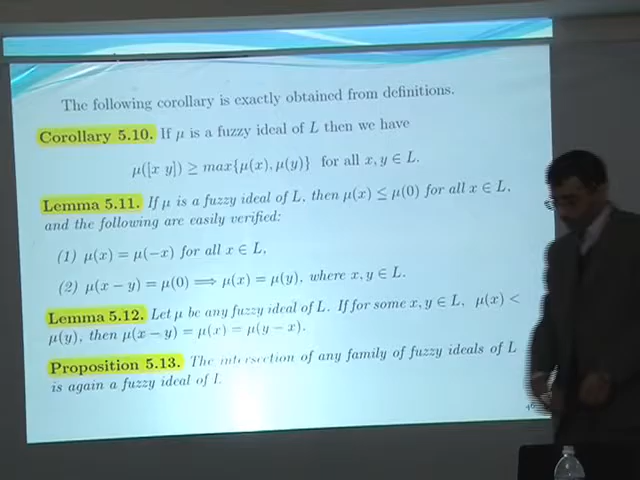 The following corollary is exactly obtained from definitions.
Corollary 5.10. If μ is a fuzzy ideal of L then we have
μ([x y]) ≥ max{μ(x), μ(y)} for all x, y ∈ L.
Lemma 5.11. If μ is a fuzzy ideal of L, then μ(x) ≤ μ(0) for all x ∈ L,
and the following are easily verified:
(1) μ(x) = μ(−x) for all x ∈ L,
(2) μ(x − y) = μ(0) ⟹ μ(x) = μ(y), where x, y ∈ L.
Lemma 5.12. Let μ be any fuzzy ideal of L. If for some x, y ∈ L, μ(x) <
μ(y), then μ(x − y) = μ(x) = μ(y − x).
Proposition 5.13. The intersection of any family of fuzzy ideals of L
is again a fuzzy ideal of L